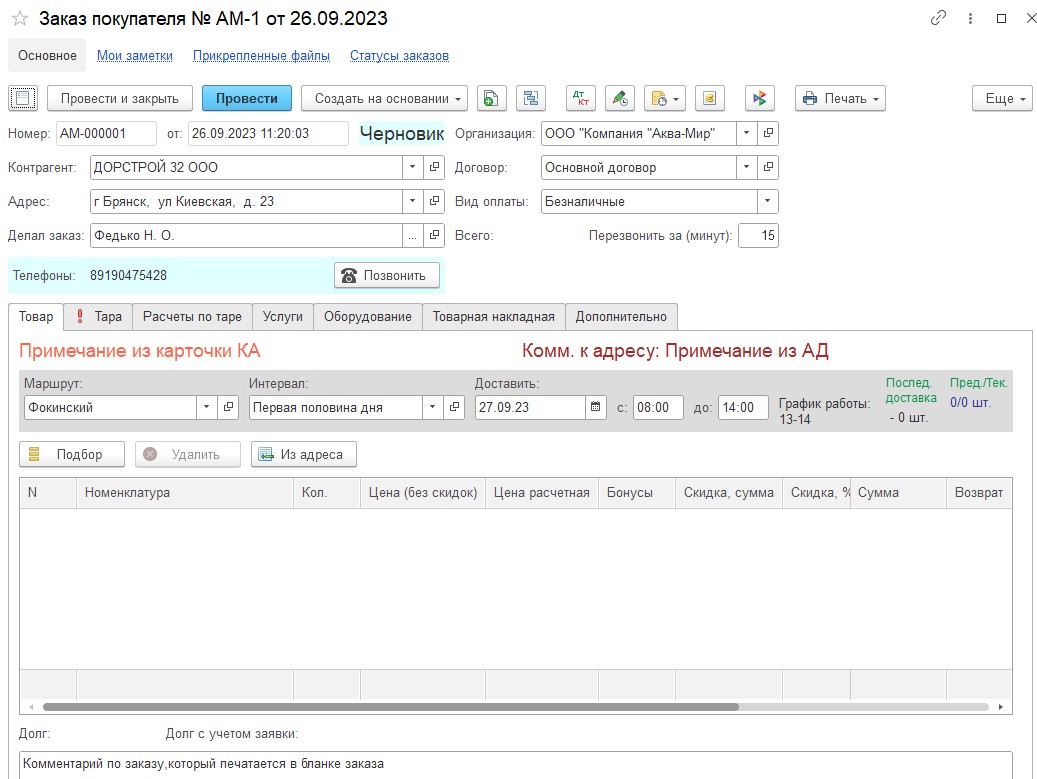 Заказ покупателя № АМ-1 от 26.09.2023
Основное Мои заметки Прикрепленные файлы Статусы заказов
Провести и закрыть Провести Создать на основании Дт Кт Печать Еще
Номер: АМ-000001 от: 26.09.2023 11:20:03 Черновик Организация: ООО "Компания "Аква-Мир"
Контрагент: ДОРСТРОЙ 32 ООО Договор: Основной договор
Адрес: г Брянск, ул Киевская, д. 23 Вид оплаты: Безналичные
Делал заказ: Федько Н. О. ... Всего: Перезвонить за (минут): 15
Телефоны: 89190475428 Позвонить
Товар Тара Расчеты по таре Услуги Оборудование Товарная накладная Дополнительно
Примечание из карточки КА Комм. к адресу: Примечание из АД
Маршрут: Интервал: Доставить: Послед. доставка Пред./Тек.
Фокинский Первая половина дня 27.09.23 с: 08:00 до: 14:00 График работы: 13-14 - 0 шт. 0/0 шт.
Подбор Удалить Из адреса
N Номенклатура Кол. Цена (без скидок) Цена расчетная Бонусы Скидка, сумма Скидка, % Сумма Возврат
Долг: Долг с учетом заявки:
Комментарий по заказу,который печатается в бланке заказа